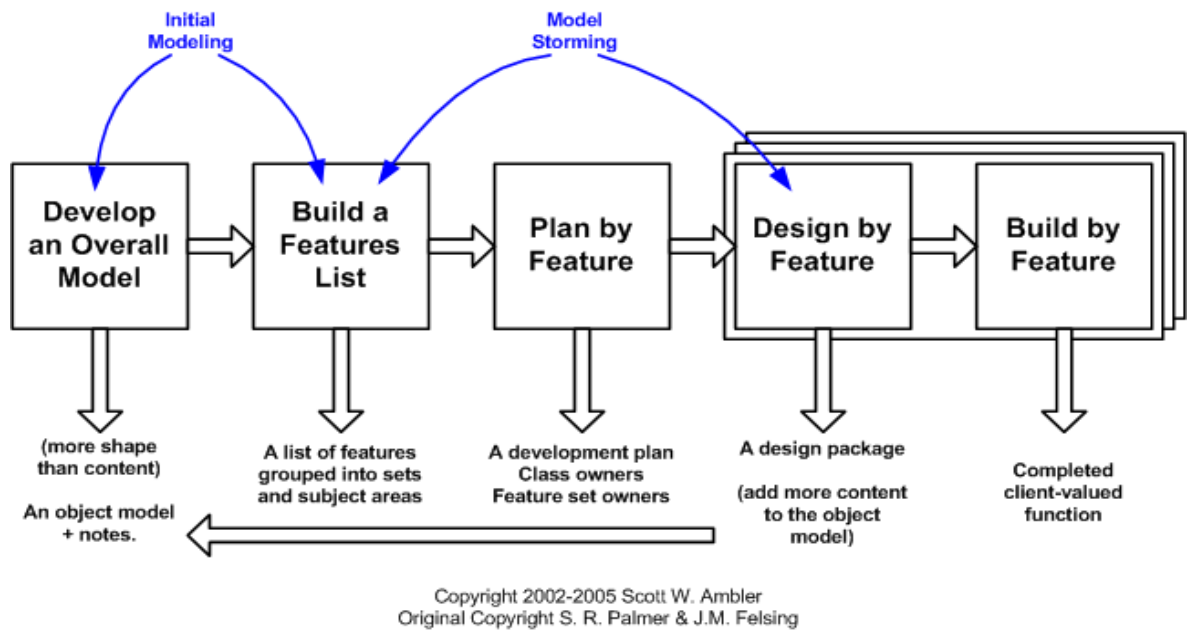 Initial
Modeling
Model
Storming
Develop
an Overall
Model
Build a
Features
List
Plan by
Feature
Design by
Feature
Build by
Feature
(more shape
than content)
An object model
+ notes.
A list of features
grouped into sets
and subject areas
A development plan
Class owners
Feature set owners
A design package
(add more content
to the object
model)
Completed
client-valued
function
Copyright 2002-2005 Scott W. Ambler
Original Copyright S. R. Palmer & J.M. Felsing